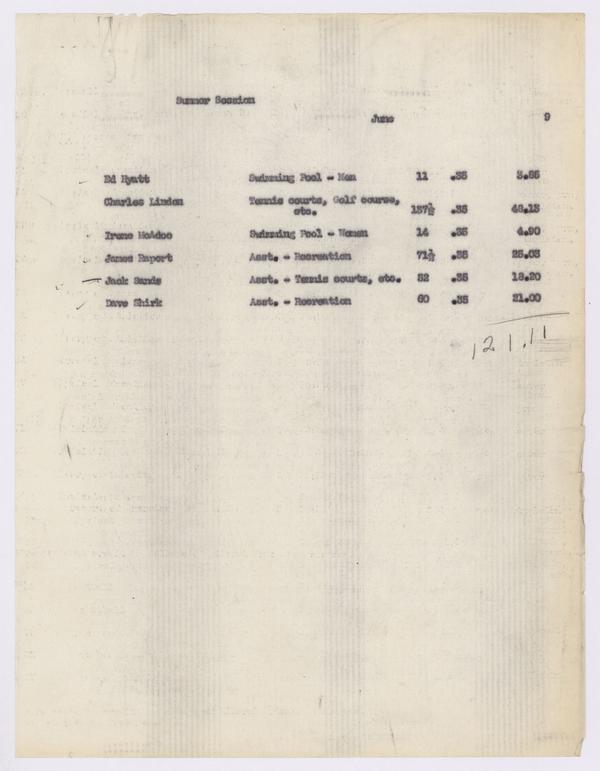 Summer Session
June 9
Ed Hyatt Swimming Pool - Men 11 .35 3.85
Charles Linden Tennis courts, Golf course,
etc. 137½ .35 48.13
Irene McAdoo Swimming Pool - Women 14 .35 4.90
James Raport Asst. - Recreation 71½ .35 25.03
Jack Sands Asst. - Tennis courts, etc. 52 .35 18.20
Dave Shirk Asst. - Recreation 60 .35 21.00
121.11